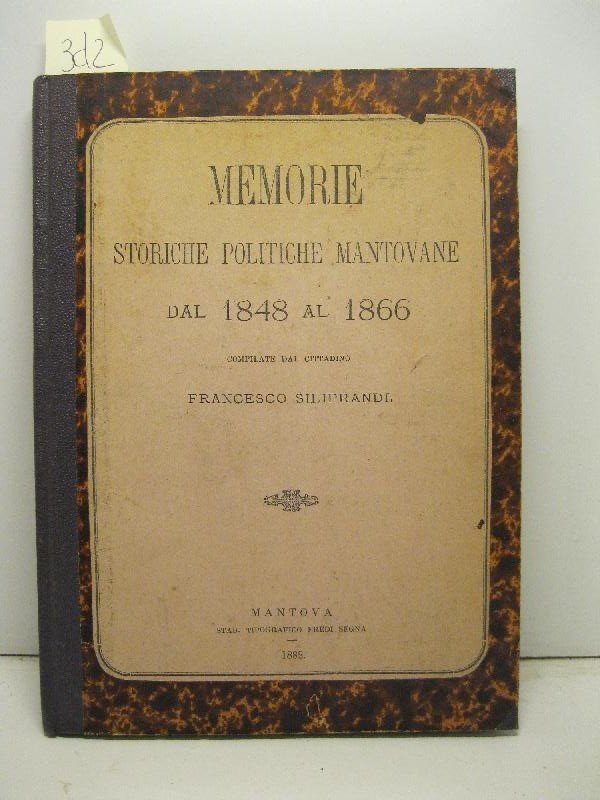 3d2
MEMORIE
STORICHE POLITICHE MANTOVANE
DAL 1848 AL 1866
COMPILATE DAL CITTADINO
FRANCESCO SILIPRANDI.
MANTOVA
STAB. TIPOGRAFICO EREDI SEGNA